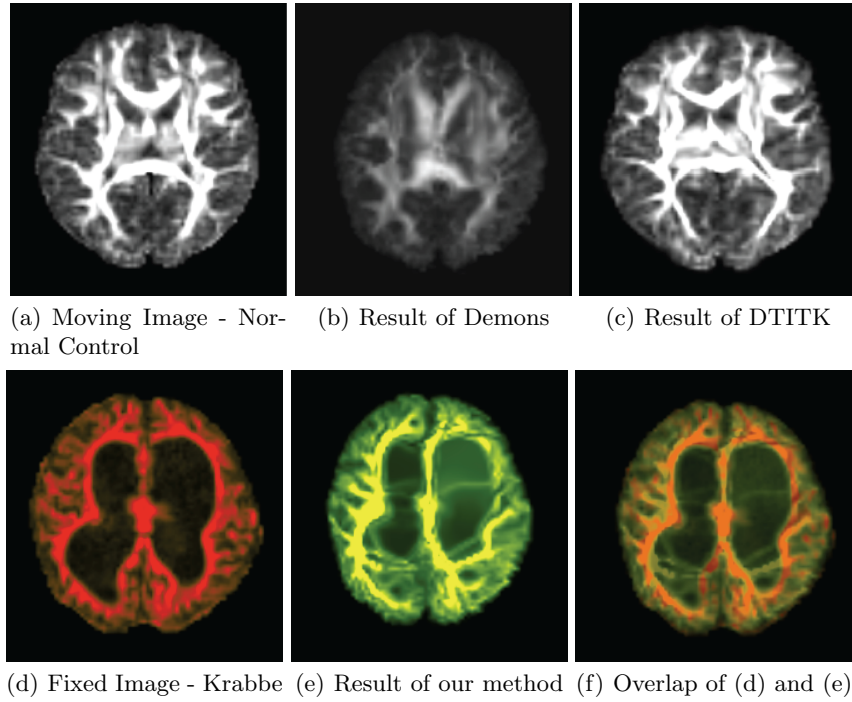 (a) Moving Image - Nor-
mal Control
(b) Result of Demons
(c) Result of DTITK
(d) Fixed Image - Krabbe
(e) Result of our method
(f) Overlap of (d) and (e)